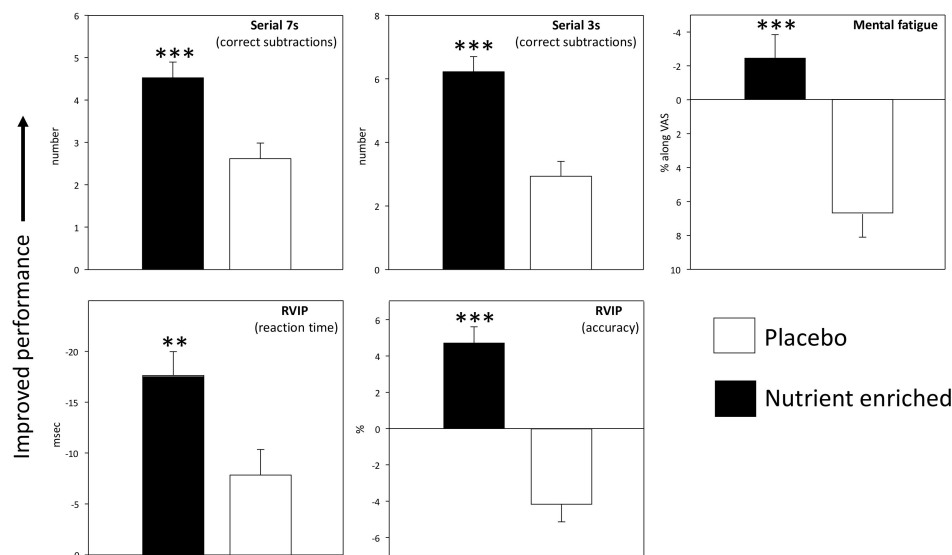 Improved performance
Serial 7s
(correct subtractions)
***
number
6
5
4
3
2
1
0
Serial 3s
(correct subtractions)
***
number
8
6
4
2
0
Mental fatigue
***
% along VAS
-4
-2
0
2
4
6
8
10
RVIP
(reaction time)
**
msec
-20
-15
-10
-5
0
RVIP
(accuracy)
***
%
6
4
2
0
-2
-4
-6
Placebo
Nutrient enriched